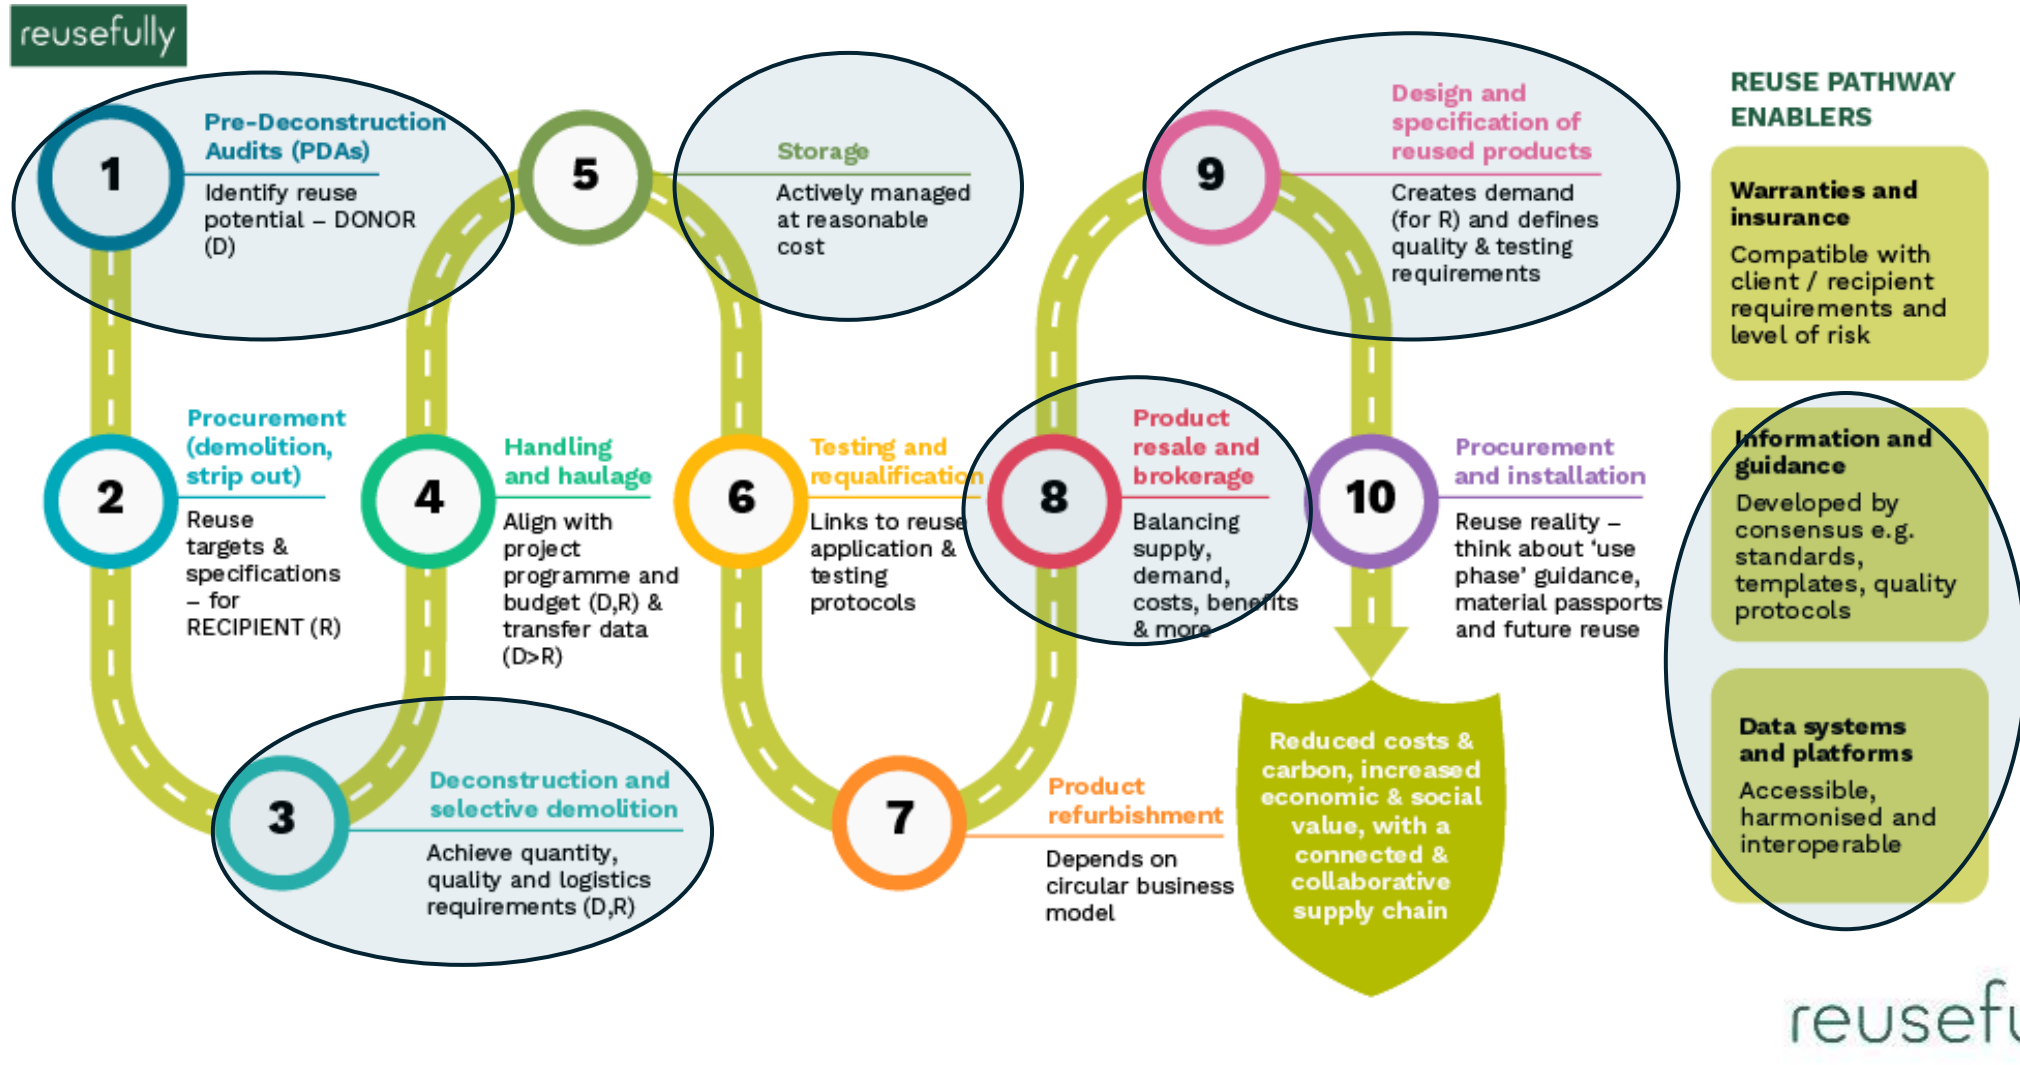 reusefully
1
Pre-Deconstruction
Audits (PDAs)
Identify reuse
potential – DONOR
(D)
2
Procurement
(demolition,
strip out)
Reuse
targets &
specifications
– for
RECIPIENT (R)
3
Deconstruction and
selective demolition
Achieve quantity,
quality and logistics
requirements (D,R)
4
Handling
and haulage
Align with
project
programme and
budget (D,R) &
transfer data
(D>R)
5
Storage
Actively managed
at reasonable
cost
6
Testing and
requalification
Links to reuse
application &
testing
protocols
7
Product
refurbishment
Depends on
circular business
model
8
Product
resale and
brokerage
Balancing
supply,
demand,
costs, benefits
& more
9
Design and
specification of
reused products
Creates demand
(for R) and defines
quality & testing
requirements
10
Procurement
and installation
Reuse reality –
think about ‘use
phase’ guidance,
material passports
and future reuse
Reduced costs &
carbon, increased
economic & social
value, with a
connected &
collaborative
supply chain
REUSE PATHWAY
ENABLERS
Warranties and
insurance
Compatible with
client / recipient
requirements and
level of risk
Information and
guidance
Developed by
consensus e.g.
standards,
templates, quality
protocols
Data systems
and platforms
Accessible,
harmonised and
interoperable
reusefu